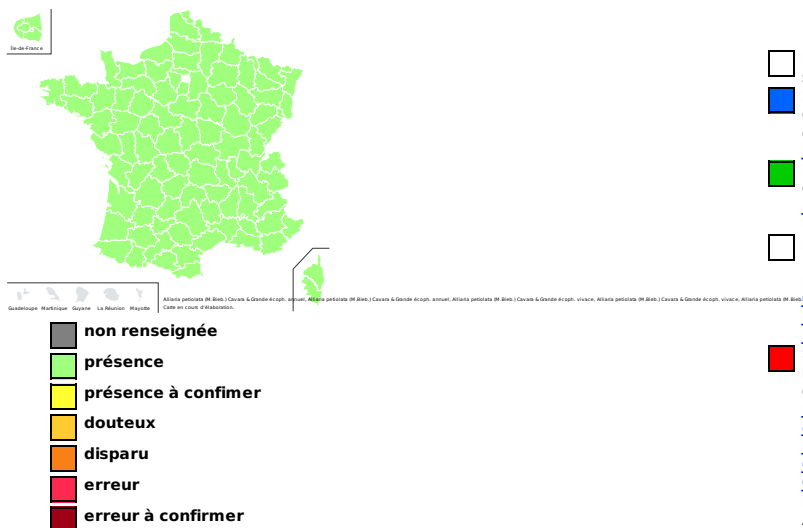 Île-de-France
Guadeloupe Martinique Guyane La Réunion Mayotte
Alliaria petiolata (M.Bieb.) Cavara & Grande écoph. annuel, Alliaria petiolata (M.Bieb.) Cavara & Grande écoph. annuel, Alliaria petiolata (M.Bieb.) Cavara & Grande écoph. vivace, Alliaria petiolata (M.Bieb.) Cavara & Grande écoph. vivace, Alliaria petiolata (M.Bieb.)
Carte en cours d'élaboration.
non renseignée
présence
présence à confimer
douteux
disparu
erreur
erreur à confirmer